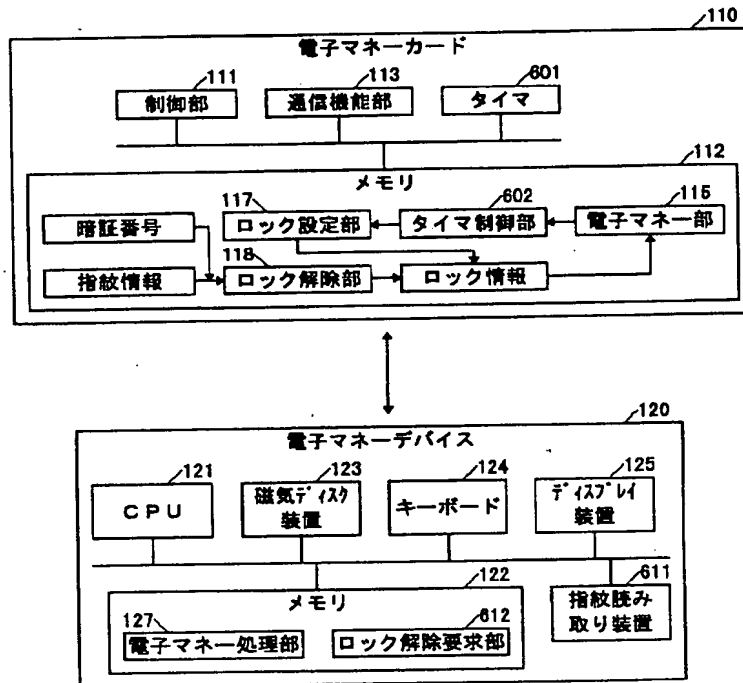 110
電子マネーカード
111 113 601
制御部 通信機能部 タイマ
112
メモリ
117 602 115
暗証番号 ロック設定部 タイマ制御部 電子マネー部
118
指紋情報 ロック解除部 ロック情報
120
電子マネーデバイス
121 123 124 125
CPU 磁気ディスク装置 キーボード ディスプレイ装置
122 611
メモリ 指紋読み取り装置
127 612
電子マネー処理部 ロック解除要求部